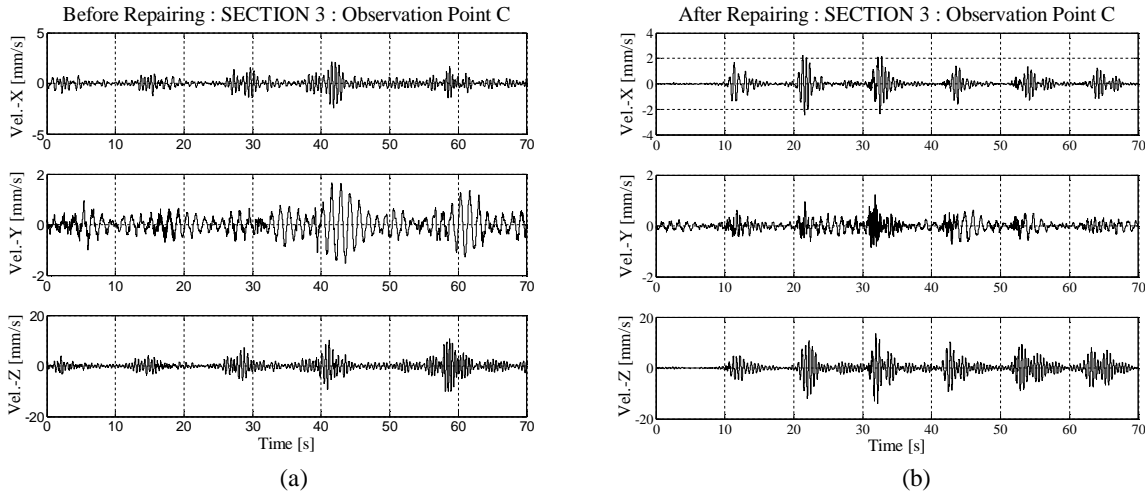 Before Repairing : SECTION 3 : Observation Point C
5
0
-5
Vel.-X [mm/s]
0 10 20 30 40 50 60 70
2
0
-2
Vel.-Y [mm/s]
0 10 20 30 40 50 60 70
20
0
-20
Vel.-Z [mm/s]
0 10 20 30 40 50 60 70
Time [s]
(a)
After Repairing : SECTION 3 : Observation Point C
4
2
0
-2
-4
Vel.-X [mm/s]
0 10 20 30 40 50 60 70
2
0
-2
Vel.-Y [mm/s]
0 10 20 30 40 50 60 70
20
0
-20
Vel.-Z [mm/s]
0 10 20 30 40 50 60 70
Time [s]
(b)